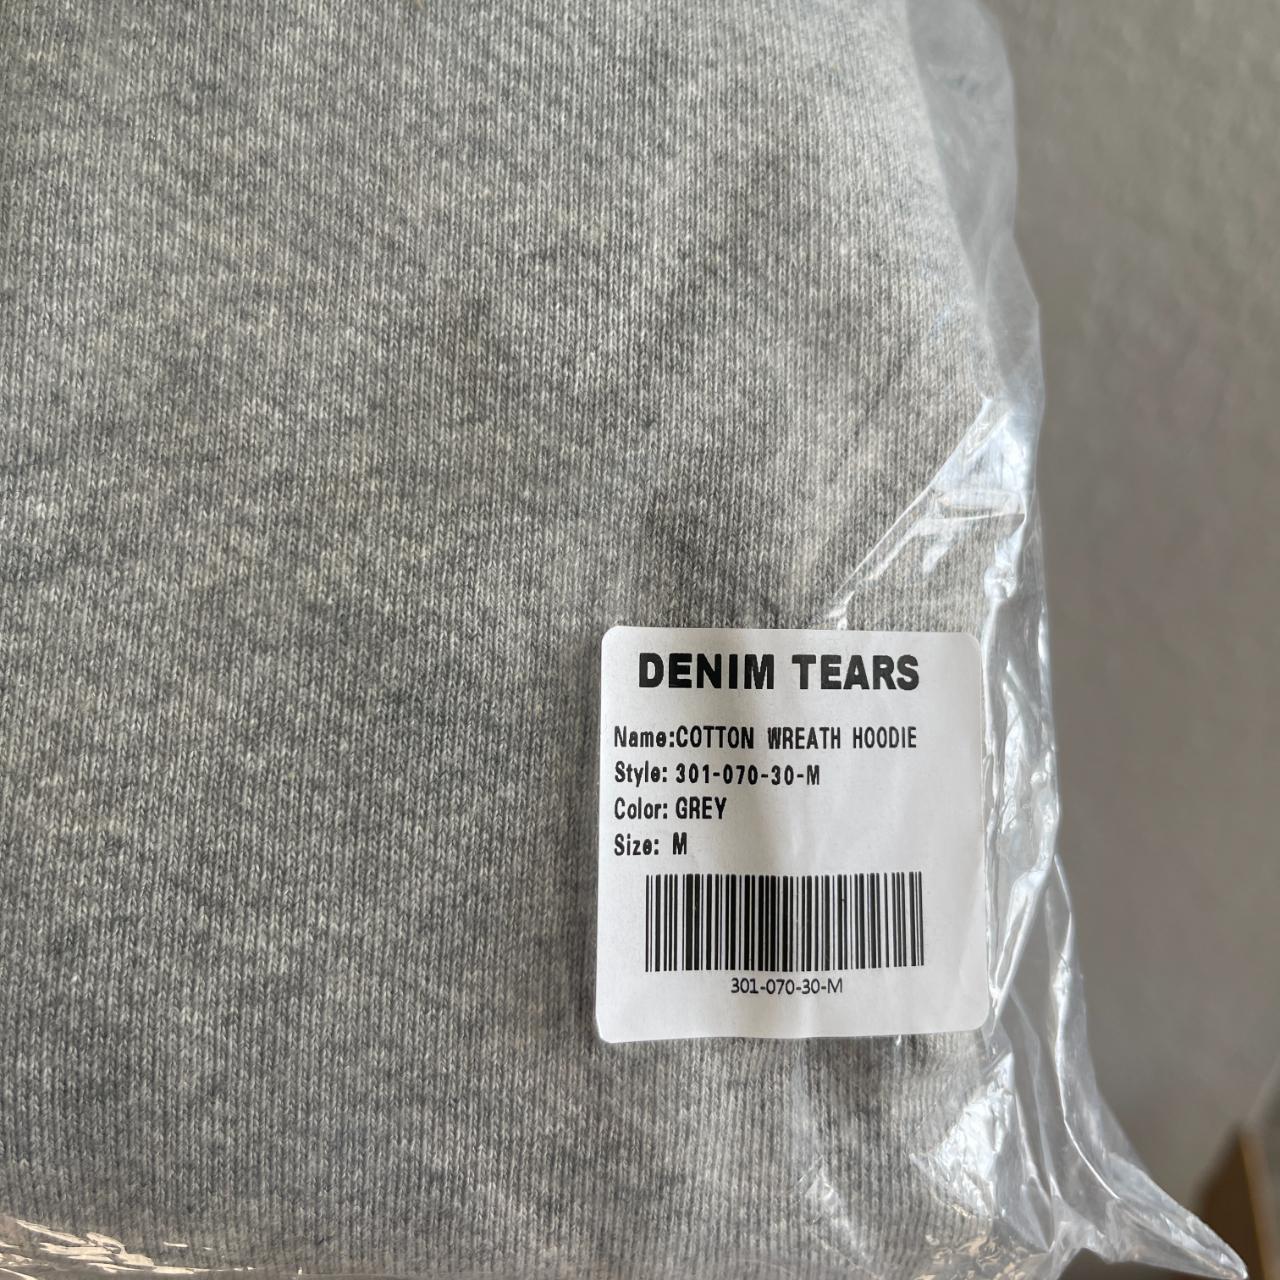 DENIM TEARS
Name:COTTON WREATH HOODIE
Style: 301-070-30-M
Color: GREY
Size: M
301-070-30-M